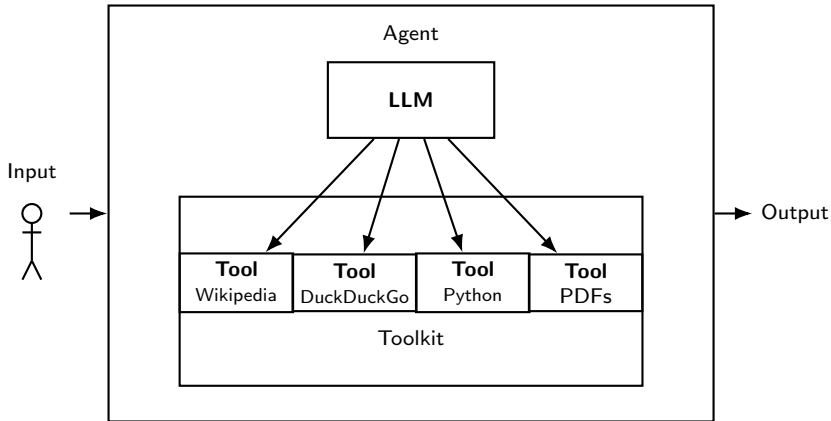 Agent
LLM
Input
Output
Tool
Wikipedia
Tool
DuckDuckGo
Tool
Python
Tool
PDFs
Toolkit